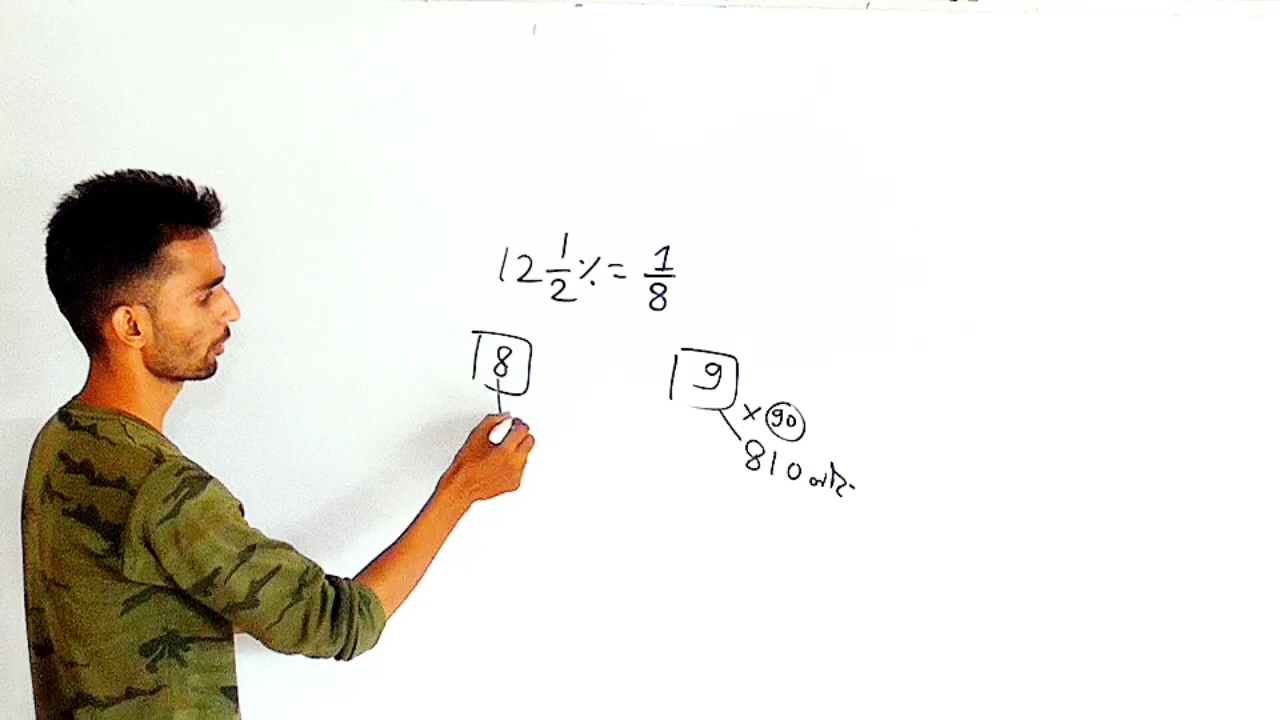 12 1/2 % = 1/8
8 9
× 90
810